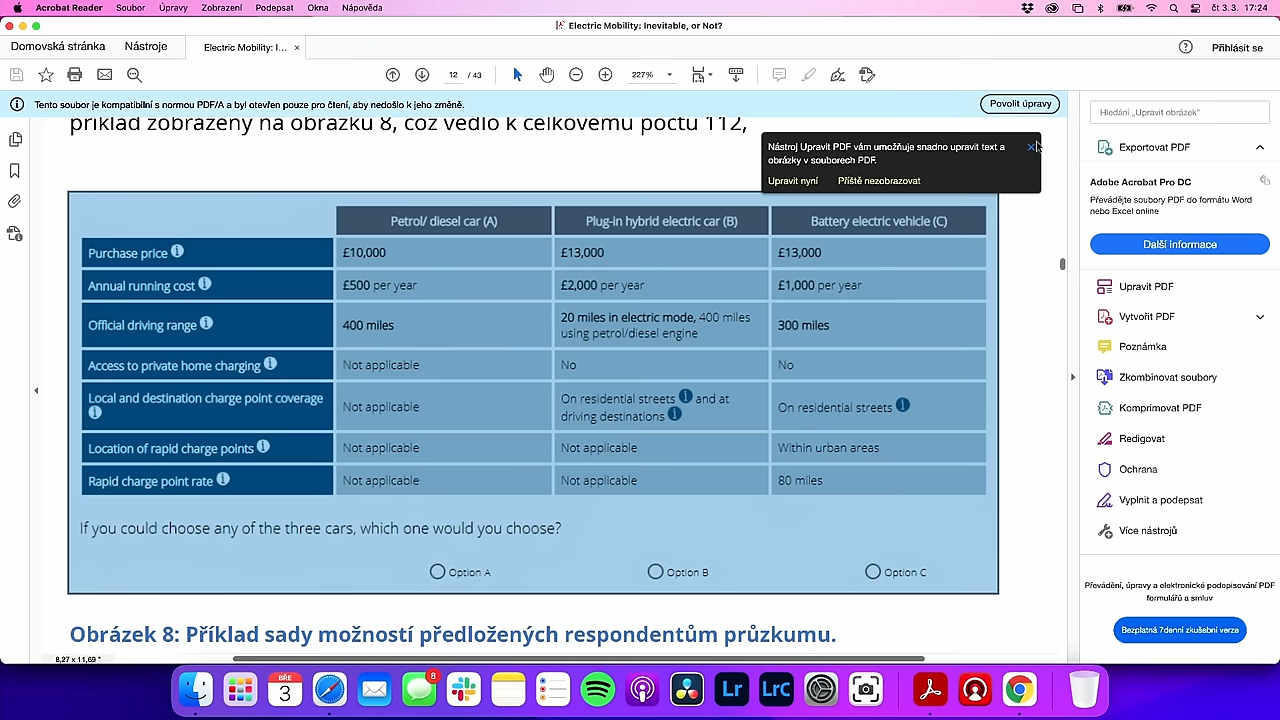 Acrobat Reader Soubor Úpravy Zobrazení Podepsat Okna Nápověda čt 3. 3. 17:24
Electric Mobility: Inevitable, or Not?
Domovská stránka Nástroje Electric Mobility: I... × Přihlásit se
12 / 43 227%
Tento soubor je kompatibilní s normou PDF/A a byl otevřen pouze pro čtení, aby nedošlo k jeho změně. Povolit úpravy
příklad zobrazený na obrázku 8, což vedlo k celkovému počtu 112,
Nástroj Upravit PDF vám umožňuje snadno upravit text a
obrázky v souborech PDF.
Upravit nyní Příště nezobrazovat
Petrol/ diesel car (A) Plug-in hybrid electric car (B) Battery electric vehicle (C)
Purchase price £10,000 £13,000 £13,000
Annual running cost £500 per year £2,000 per year £1,000 per year
Official driving range 400 miles 20 miles in electric mode, 400 miles using petrol/diesel engine 300 miles
Access to private home charging Not applicable No No
Local and destination charge point coverage Not applicable On residential streets and at driving destinations On residential streets
Location of rapid charge points Not applicable Not applicable Within urban areas
Rapid charge point rate Not applicable Not applicable 80 miles
If you could choose any of the three cars, which one would you choose?
Option A Option B Option C
Obrázek 8: Příklad sady možností předložených respondentům průzkumu.
8,27 x 11,69 "
Hledání „Upravit obrázek“
Exportovat PDF
Adobe Acrobat Pro DC
Převádějte soubory PDF do formátu Word
nebo Excel online
Další informace
Upravit PDF
Vytvořit PDF
Poznámka
Zkombinovat soubory
Komprimovat PDF
Redigovat
Ochrana
Vyplnit a podepsat
Více nástrojů
Převádění, úpravy a elektronické podepisování PDF
formulářů a smluv
Bezplatná 7denní zkušební verze
BŘE
3
8
Lr
LrC